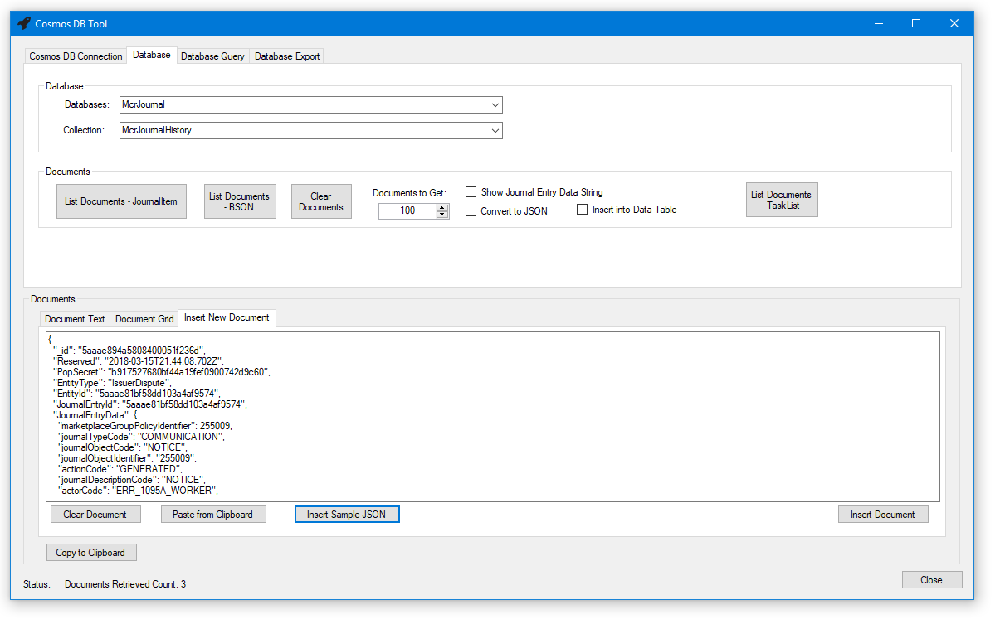 Cosmos DB Tool
Cosmos DB Connection Database Database Query Database Export
Database
Databases: McrJournal
Collection: McrJournalHistory
Documents
List Documents - JournalItem
List Documents
- BSON
Clear
Documents
Documents to Get:
100
Show Journal Entry Data String
Convert to JSON
Insert into Data Table
List Documents
- TaskList
Documents
Document Text Document Grid Insert New Document
{
"_id": "5aaae894a5808400051f236d",
"Reserved": "2018-03-15T21:44:08.702Z",
"PopSecret": "b917527680bf44a19fef0900742d9c60",
"EntityType": "IssuerDispute",
"EntityId": "5aaae81bf58dd103a4af9574",
"JournalEntryId": "5aaae81bf58dd103a4af9574",
"JournalEntryData": {
"marketplaceGroupPolicyIdentifier": 255009,
"journalTypeCode": "COMMUNICATION",
"journalObjectCode": "NOTICE",
"journalObjectIdentifier": "255009",
"actionCode": "GENERATED",
"journalDescriptionCode": "NOTICE",
"actorCode": "ERR_1095A_WORKER",
Clear Document Paste from Clipboard Insert Sample JSON Insert Document
Copy to Clipboard
Status: Documents Retrieved Count: 3
Close